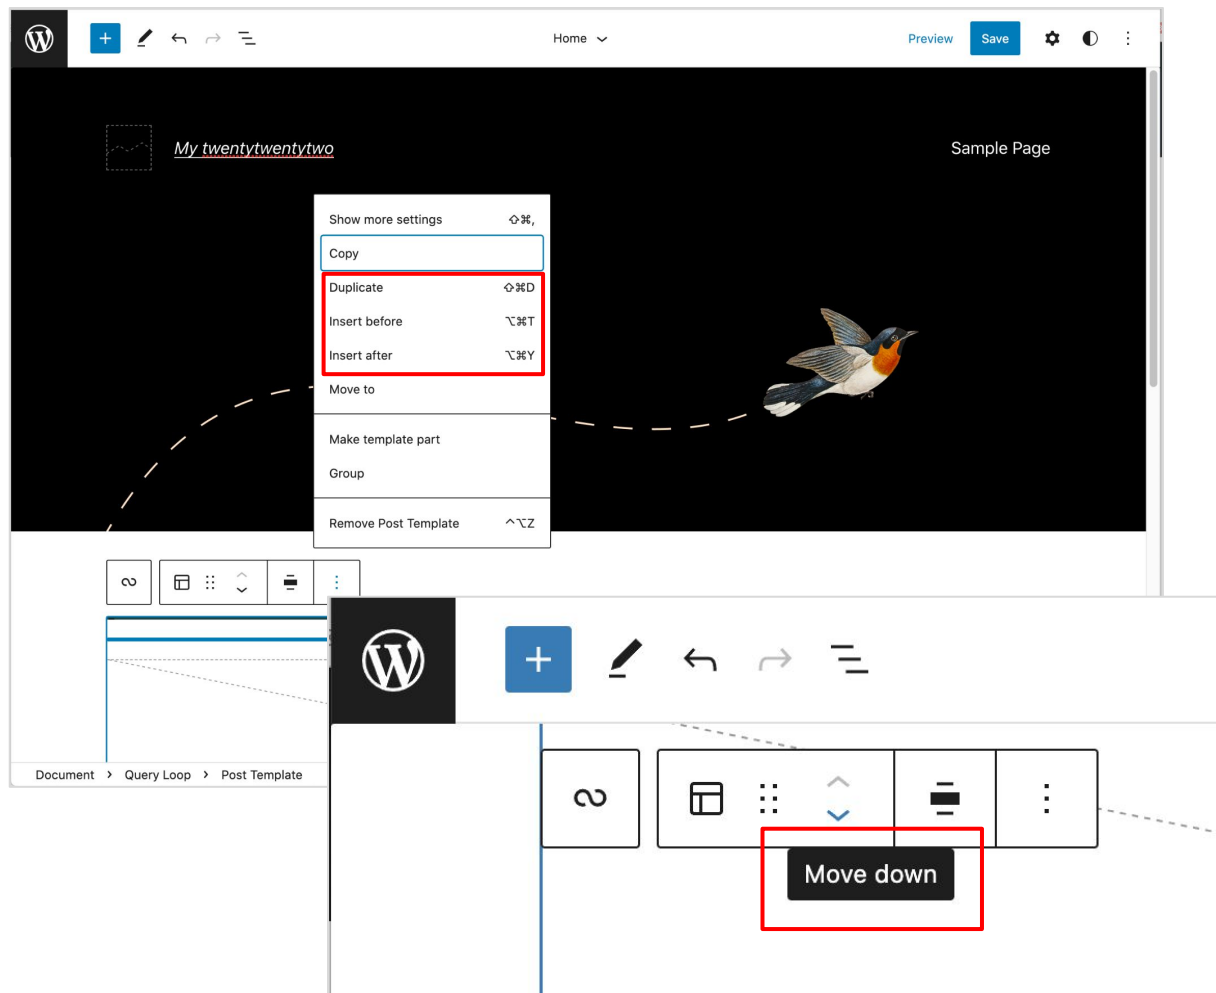 Home
Preview
Save
My twentytwentytwo
Sample Page
Show more settings ⇧⌘,
Copy
Duplicate ⇧⌘D
Insert before ⌥⌘T
Insert after ⌥⌘Y
Move to
Make template part
Group
Remove Post Template ^⌥Z
Document > Query Loop > Post Template
Move down